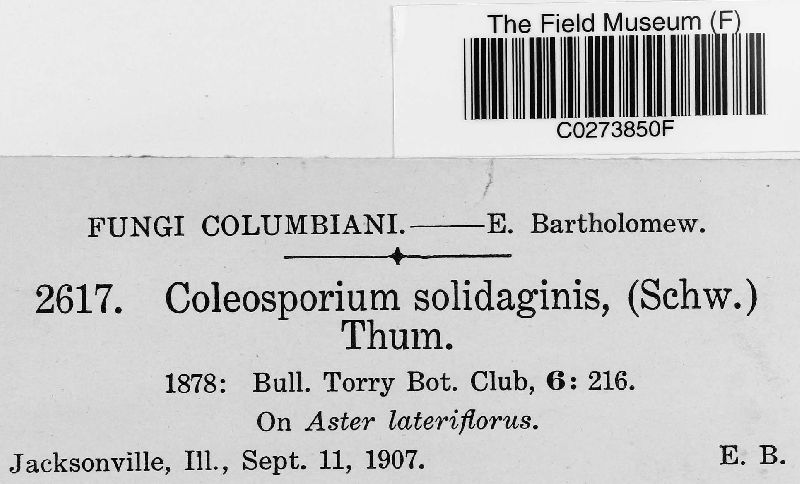 The Field Museum (F)
C0273850F
FUNGI COLUMBIANI.——E. Bartholomew.
2617. Coleosporium solidaginis, (Schw.)
Thum.
1878: Bull. Torry Bot. Club, 6: 216.
On Aster lateriflorus.
Jacksonville, Ill., Sept. 11, 1907. E. B.